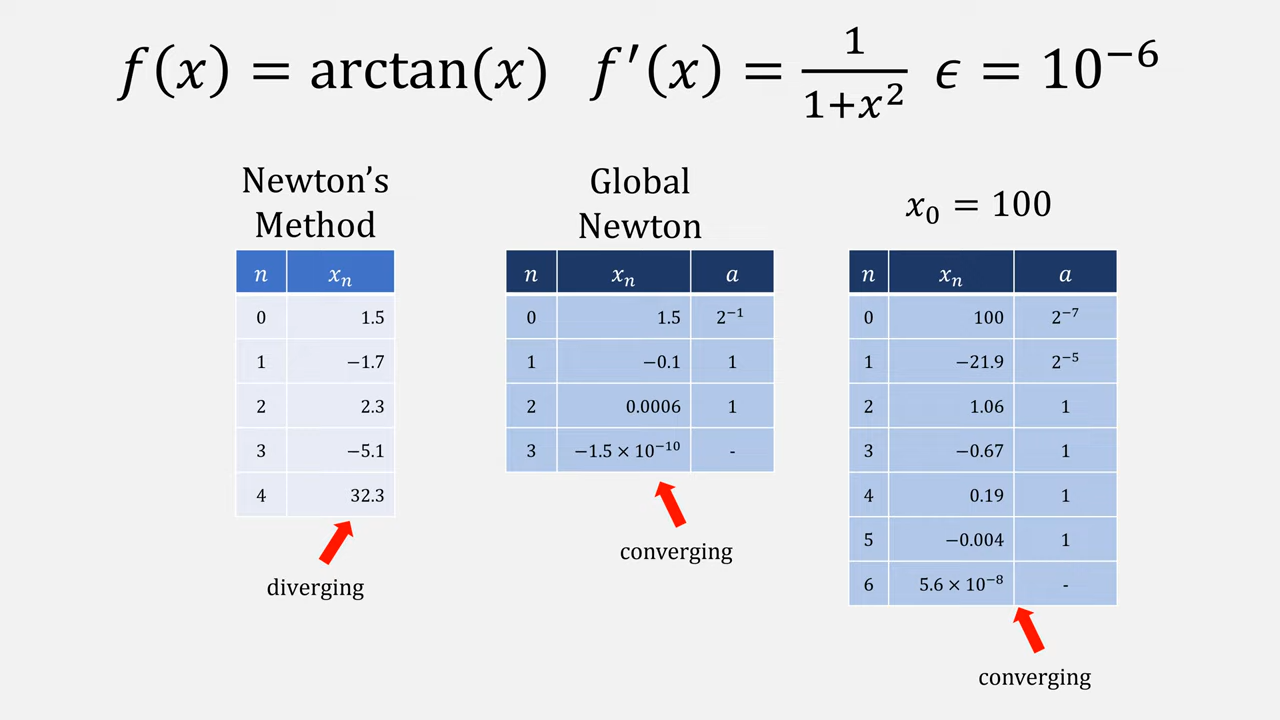 f(x) = arctan(x) f′(x) = 1/(1+x²) ϵ = 10⁻⁶
Newton's
Method
n xₙ
0 1.5
1 −1.7
2 2.3
3 −5.1
4 32.3
diverging
Global
Newton
n xₙ a
0 1.5 2⁻¹
1 −0.1 1
2 0.0006 1
3 −1.5 × 10⁻¹⁰ -
converging
x₀ = 100
n xₙ a
0 100 2⁻⁷
1 −21.9 2⁻⁵
2 1.06 1
3 −0.67 1
4 0.19 1
5 −0.004 1
6 5.6 × 10⁻⁸ -
converging